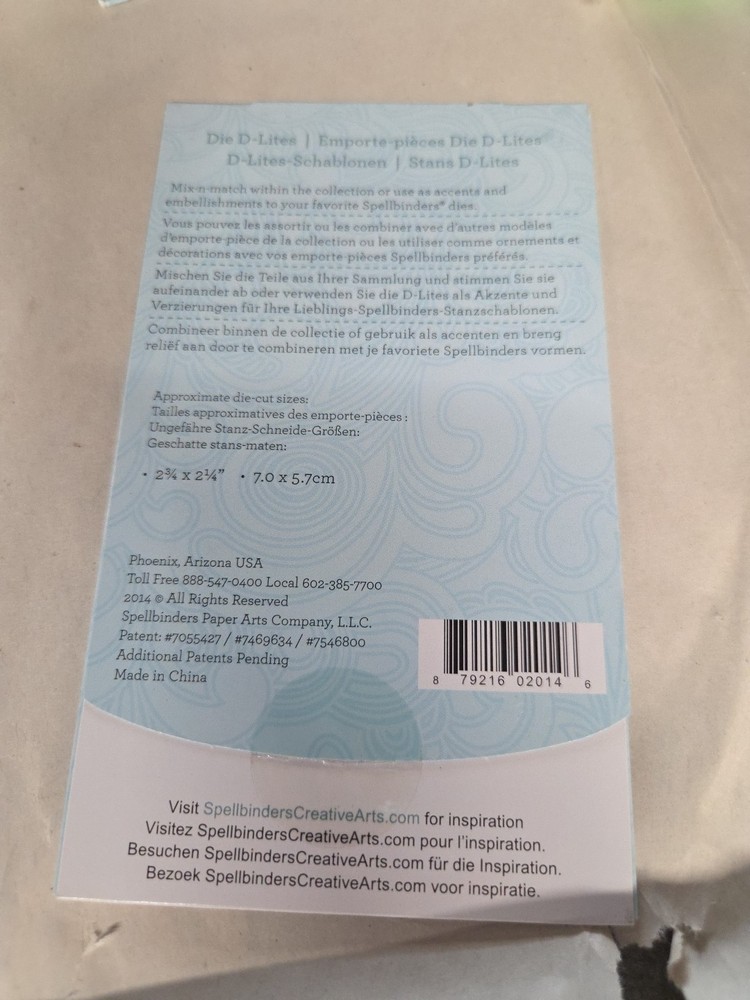 Die D-Lites | Emporte-pièces Die D-Lites
D-Lites-Schablonen | Stans D-Lites
Mix-n-match within the collection or use as accents and
embellishments to your favorite Spellbinders® dies.
Vous pouvez les assortir ou les combiner avec d'autres modèles
d'emporte-pièce de la collection ou les utiliser comme ornements et
décorations avec vos emporte-pièces Spellbinders préférés.
Mischen Sie die Teile aus Ihrer Sammlung und stimmen Sie sie
aufeinander ab oder verwenden Sie die D-Lites als Akzente und
Verzierungen für Ihre Lieblings-Spellbinders-Stanzschablonen.
Combineer binnen de collectie of gebruik als accenten en breng
reliëf aan door te combineren met je favoriete Spellbinders vormen.
Approximate die-cut sizes:
Tailles approximatives des emporte-pièces :
Ungefähre Stanz-Schneide-Größen:
Geschatte stans-maten:
• 2¾ x 2¼" • 7.0 x 5.7cm
Phoenix, Arizona USA
Toll Free 888-547-0400 Local 602-385-7700
2014 © All Rights Reserved
Spellbinders Paper Arts Company, L.L.C.
Patent: #7055427 / #7469634 / #7546800
Additional Patents Pending
Made in China
8 79216 02014 6
Visit SpellbindersCreativeArts.com for inspiration
Visitez SpellbindersCreativeArts.com pour l'inspiration.
Besuchen SpellbindersCreativeArts.com für die Inspiration.
Bezoek SpellbindersCreativeArts.com voor inspiratie.